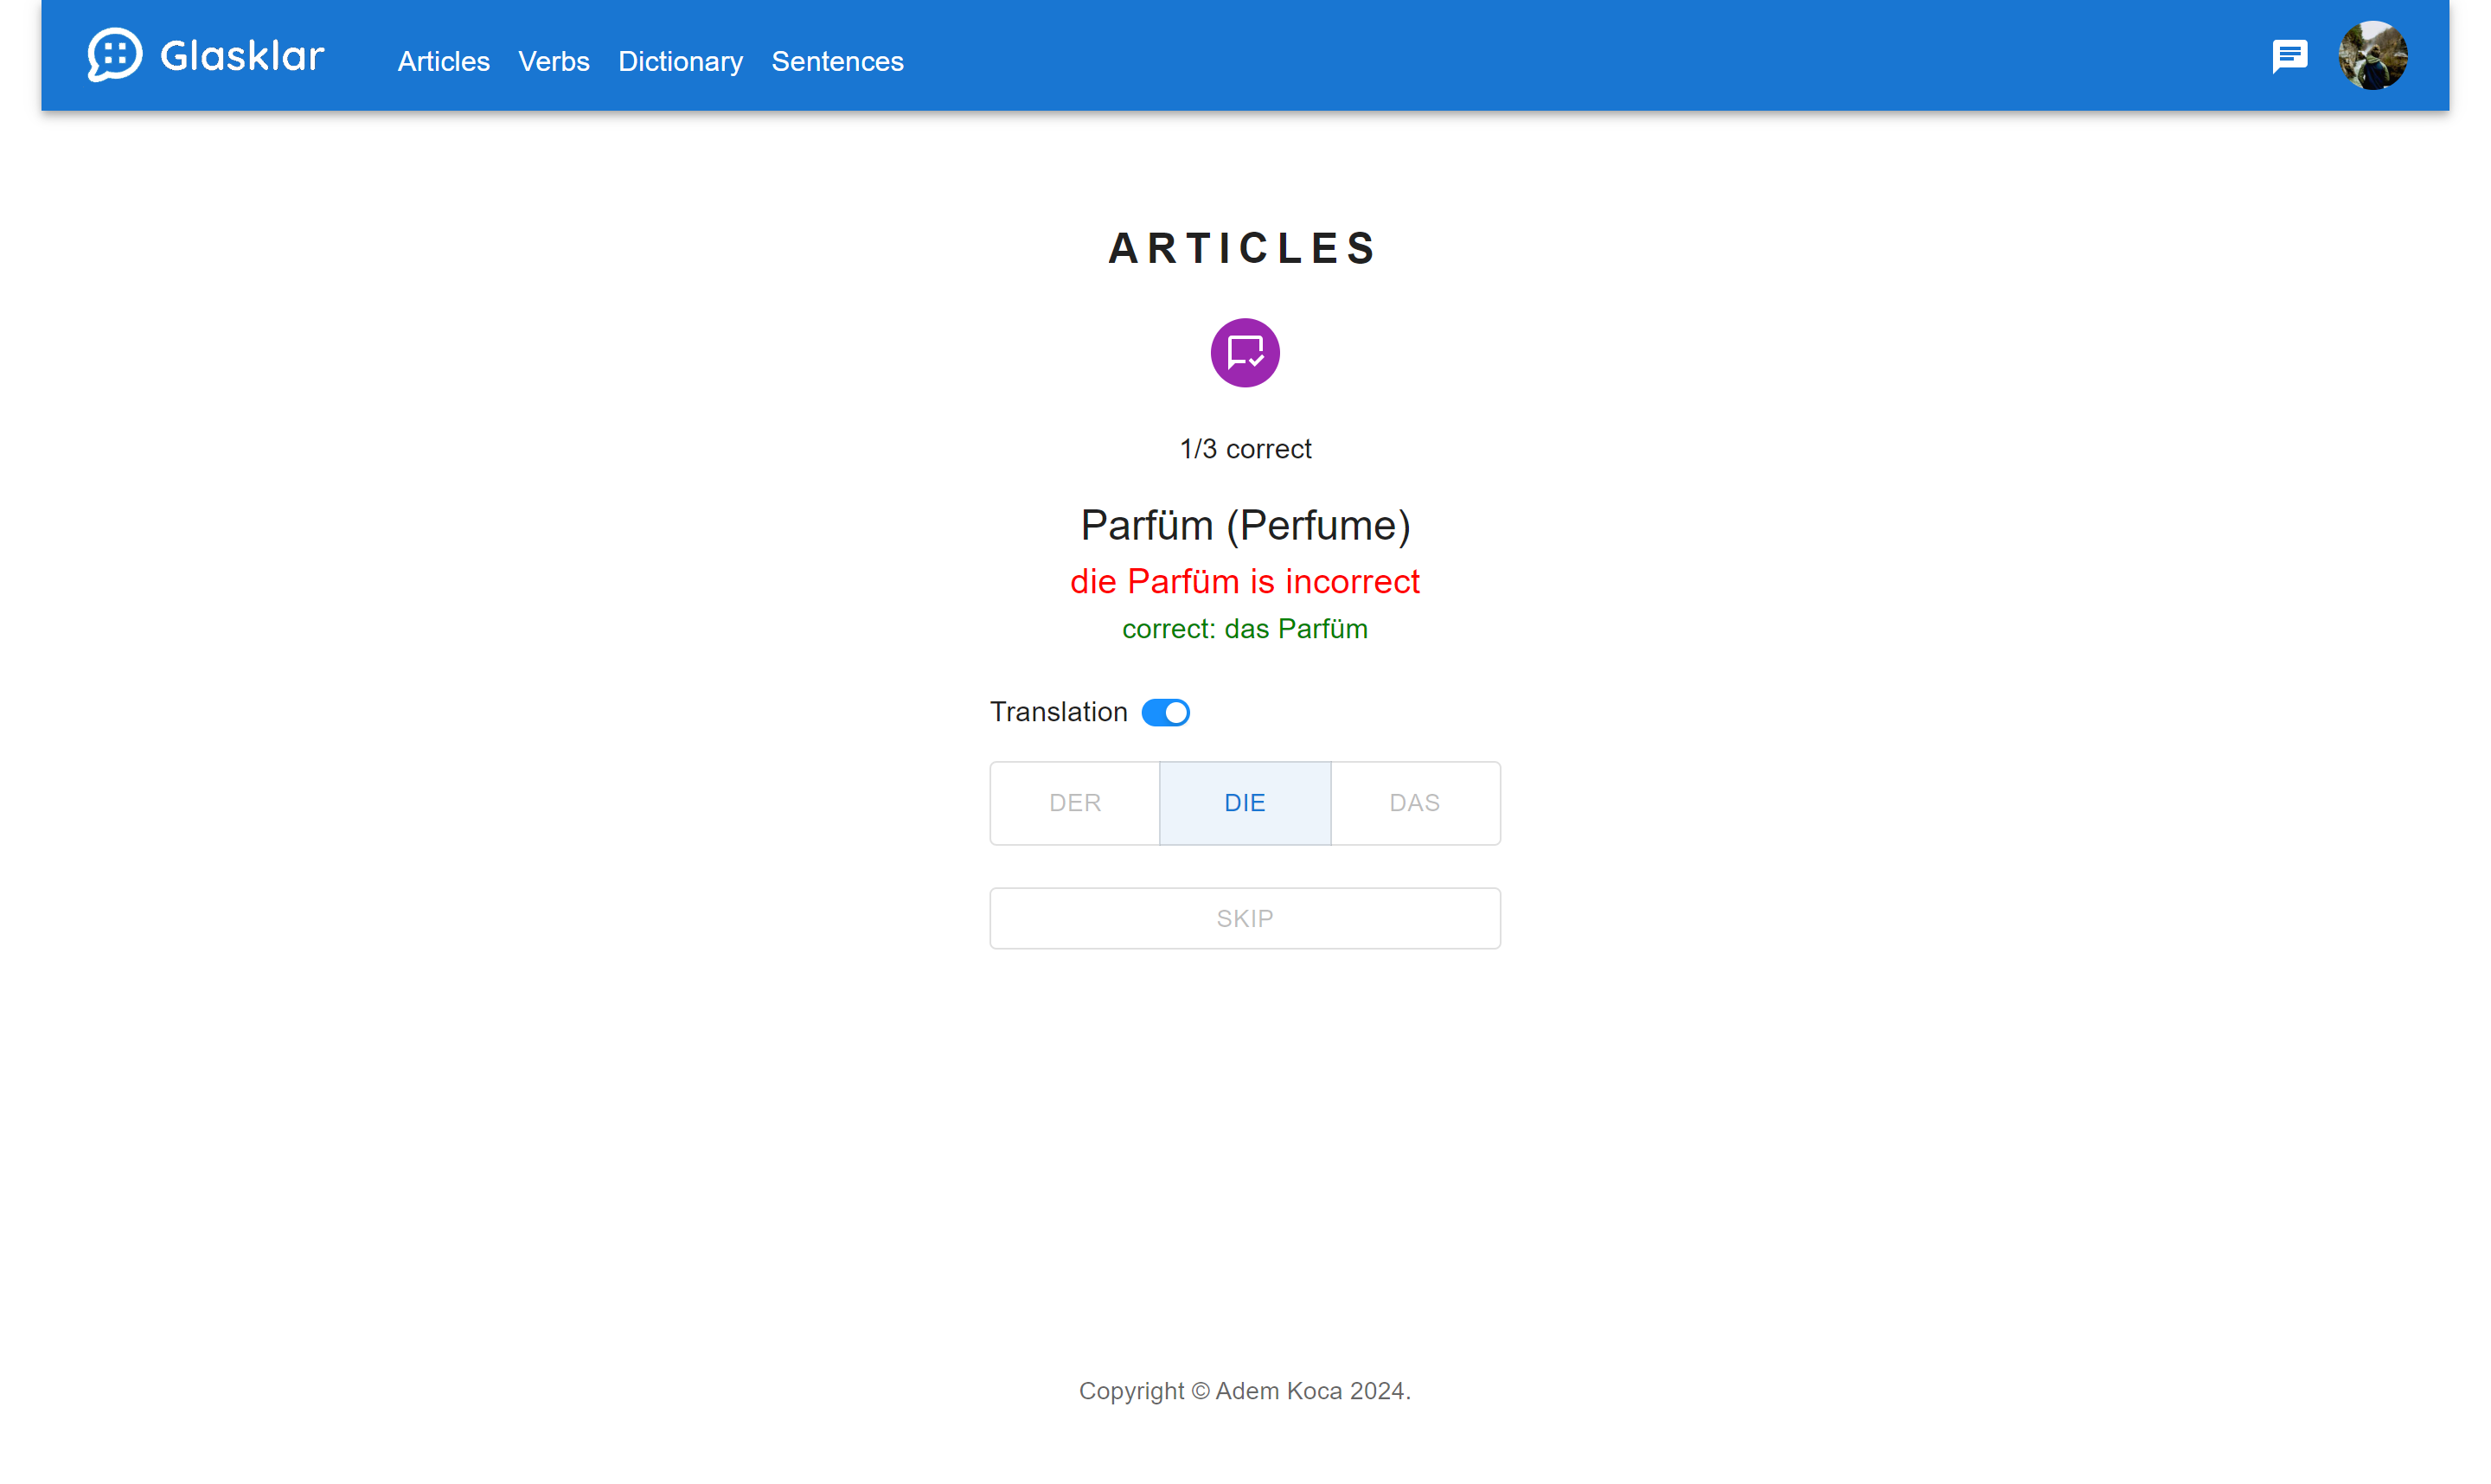 Glasklar Articles Verbs Dictionary Sentences
ARTICLES
1/3 correct
Parfüm (Perfume)
die Parfüm is incorrect
correct: das Parfüm
Translation
DER DIE DAS
SKIP
Copyright © Adem Koca 2024.